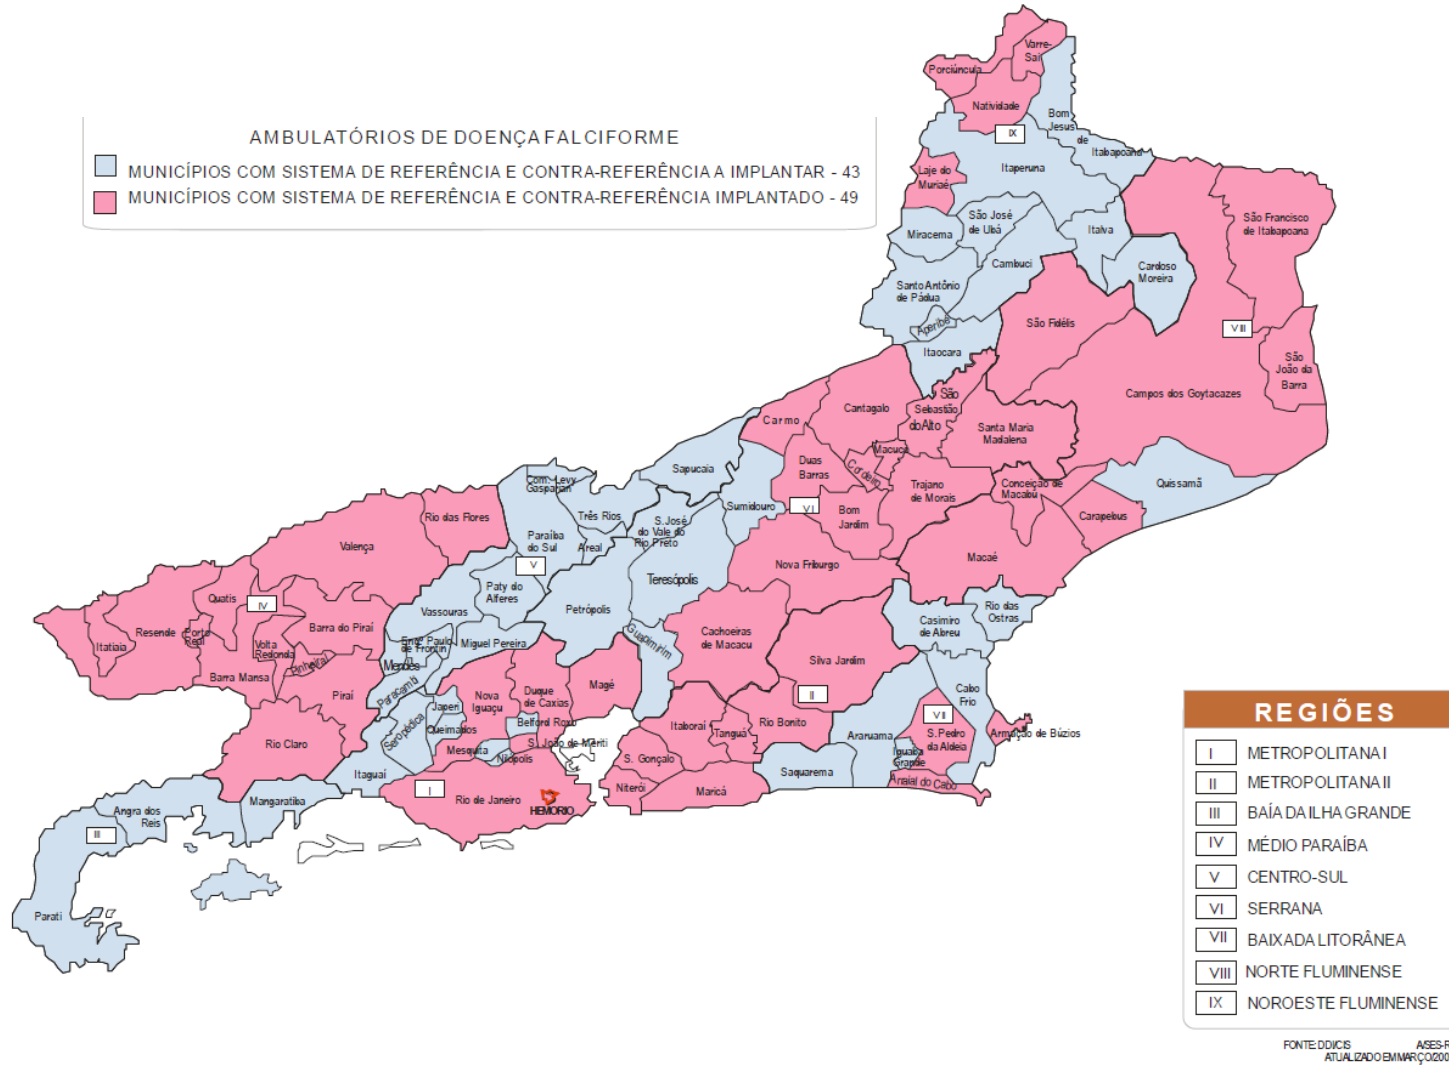 AMBULATÓRIOS DE DOENÇA FALCIFORME
MUNICÍPIOS COM SISTEMA DE REFERÊNCIA E CONTRA-REFERÊNCIA A IMPLANTAR - 43
MUNICÍPIOS COM SISTEMA DE REFERÊNCIA E CONTRA-REFERÊNCIA IMPLANTADO - 49
Varre-
Sai
Porciúncula
Natividade
IX
Bom
Jesus
de
Itabapoana
Itaperuna
Laje do
Muriaé
São José
de Ubá
Miracema
Italva
Cambuci
Cardoso
Moreira
São Francisco
de Itabapoana
Santo Antônio
de Pádua
Aperibé
Itaocara
São Fidélis
VIII
São
João da
Barra
Campos dos Goytacazes
Cantagalo
São
Sebastião
do Alto
Carmo
Santa Maria
Madalena
Macuco
Duas
Barras
Cordeiro
Trajano
de Morais
Conceição de
Macabu
Quissamã
Carapebus
Sapucaia
Sumidouro
VI
Bom
Jardim
Macaé
Nova Friburgo
Com. Levy
Gasparian
Três Rios
S. José
do Vale do
Rio Preto
Paraíba
do Sul
Areal
V
Teresópolis
Rio das Flores
Valença
Paty do
Alferes
Petrópolis
Vassouras
Quatis
IV
Barra do Piraí
Resende
Porto
Real
Itatiaia
Volta
Redonda
Pinheiral
Barra Mansa
Piraí
Engº Paulo
de Frontin
Miguel Pereira
Mendes
Paracambi
Guapimirim
Cachoeiras
de Macacu
Casimiro
de Abreu
Rio das
Ostras
Silva Jardim
II
Cabo
Frio
Magé
Duque
de Caxias
Nova
Iguaçu
Japeri
Queimados
Seropédica
Belford Roxo
S. João de Meriti
Mesquita
Nilópolis
Rio Claro
Itaguaí
Itaboraí
Tanguá
Rio Bonito
Araruama
VII
S. Pedro
da Aldeia
Iguaba
Grande
Armação de Búzios
Arraial do Cabo
Saquarema
S. Gonçalo
Niterói
Maricá
I
Rio de Janeiro
HEMORIO
Mangaratiba
Angra dos
Reis
III
Parati
REGIÕES
I METROPOLITANA I
II METROPOLITANA II
III BAÍA DA ILHA GRANDE
IV MÉDIO PARAÍBA
V CENTRO-SUL
VI SERRANA
VII BAIXADA LITORÂNEA
VIII NORTE FLUMINENSE
IX NOROESTE FLUMINENSE
FONTE: DDI/CIS
ATUALIZADO EM MARÇO/200